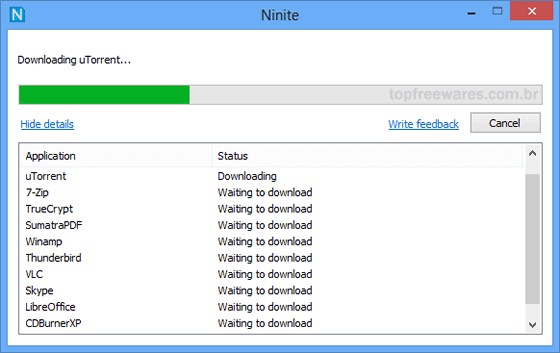 N Ninite
Downloading uTorrent...
topfreewares.com.br
Hide details Write feedback Cancel
Application Status
uTorrent Downloading
7-Zip Waiting to download
TrueCrypt Waiting to download
SumatraPDF Waiting to download
Winamp Waiting to download
Thunderbird Waiting to download
VLC Waiting to download
Skype Waiting to download
LibreOffice Waiting to download
CDBurnerXP Waiting to download